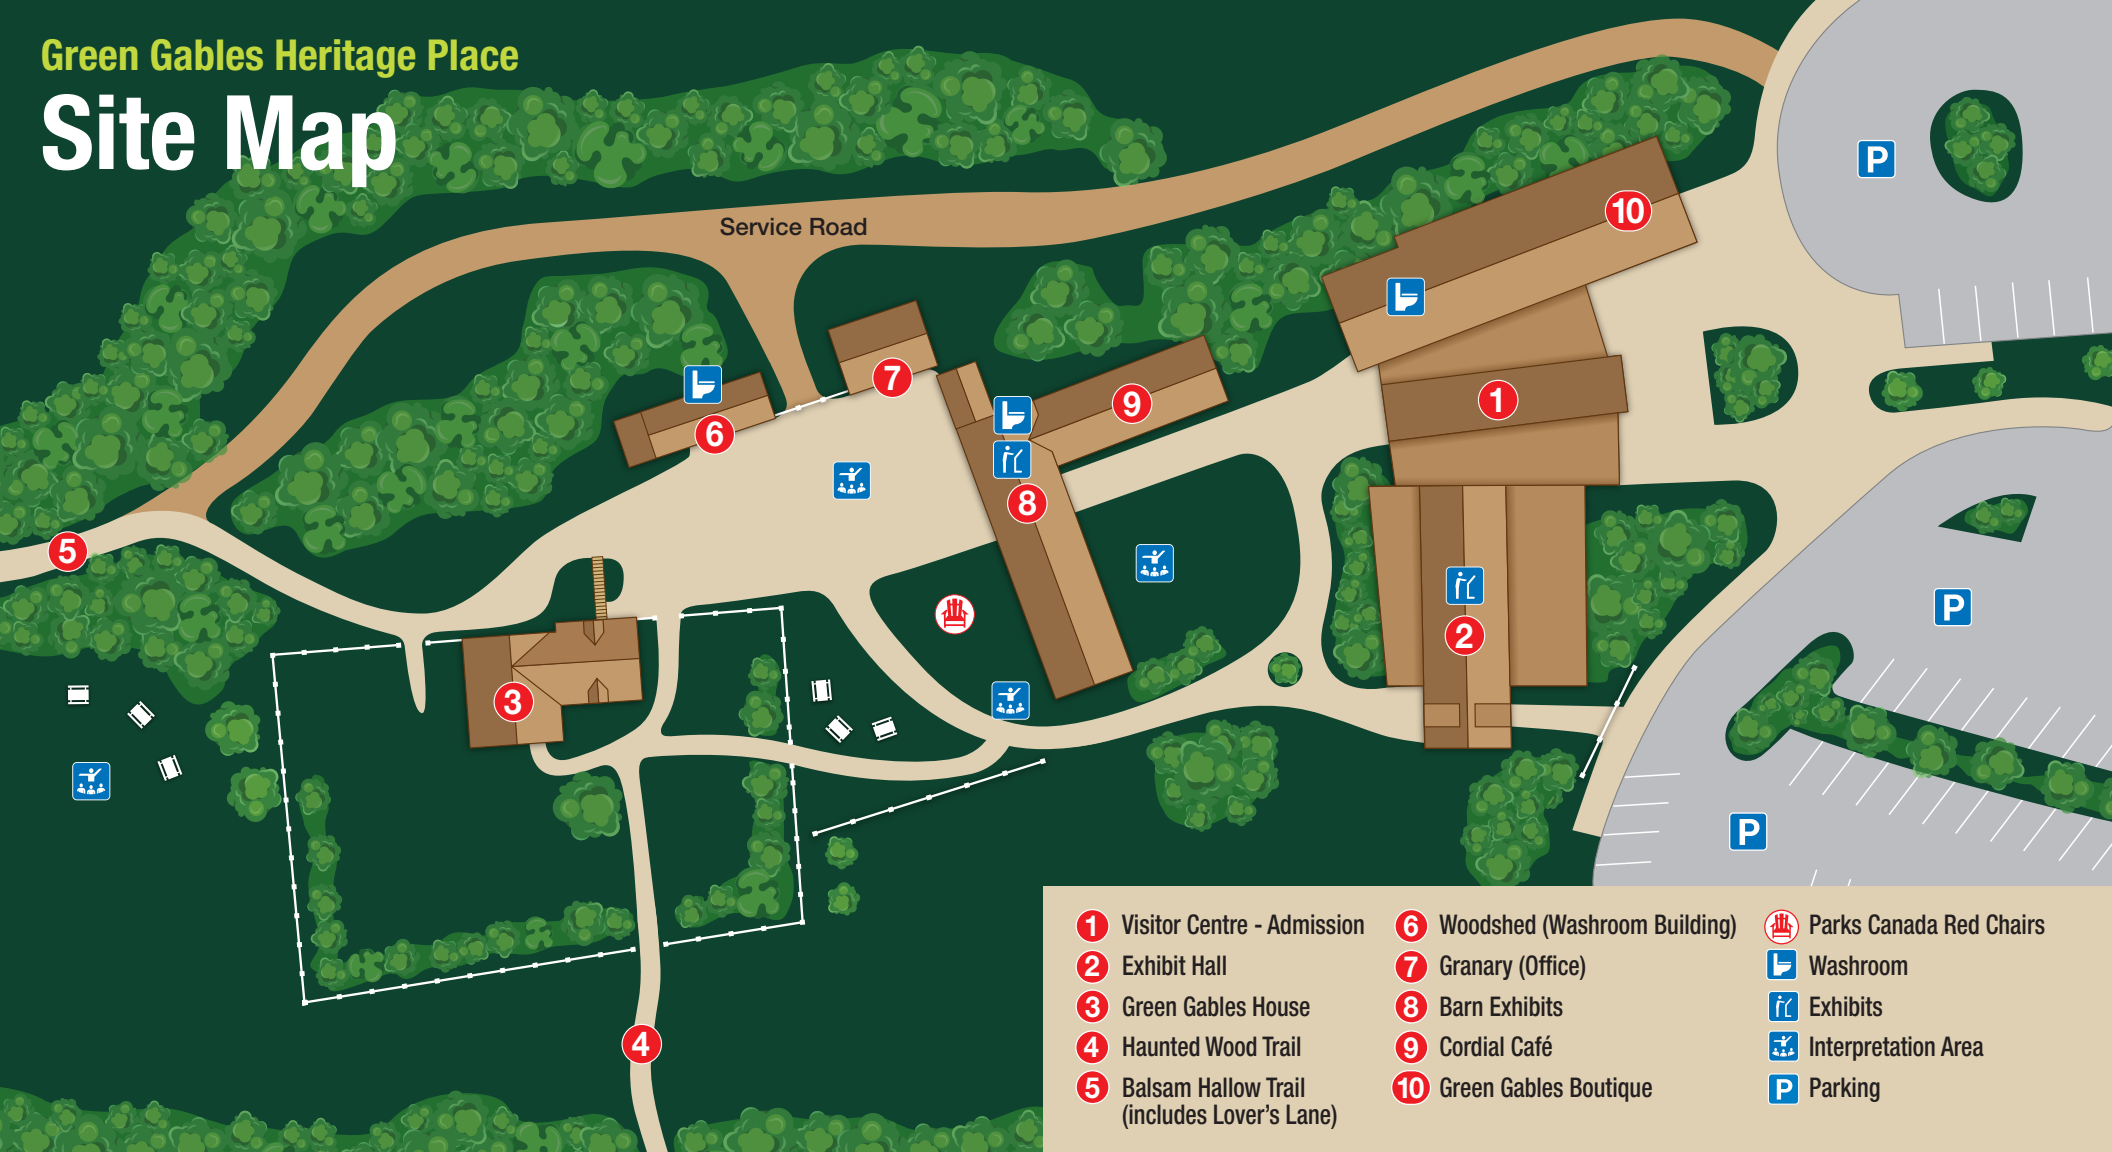 Green Gables Heritage Place
Site Map
Service Road
P
10
7
9
1
6
8
5
2
P
3
P
4
1 Visitor Centre - Admission
2 Exhibit Hall
3 Green Gables House
4 Haunted Wood Trail
5 Balsam Hallow Trail
(includes Lover's Lane)
6 Woodshed (Washroom Building)
7 Granary (Office)
8 Barn Exhibits
9 Cordial Café
10 Green Gables Boutique
Parks Canada Red Chairs
Washroom
Exhibits
Interpretation Area
P Parking